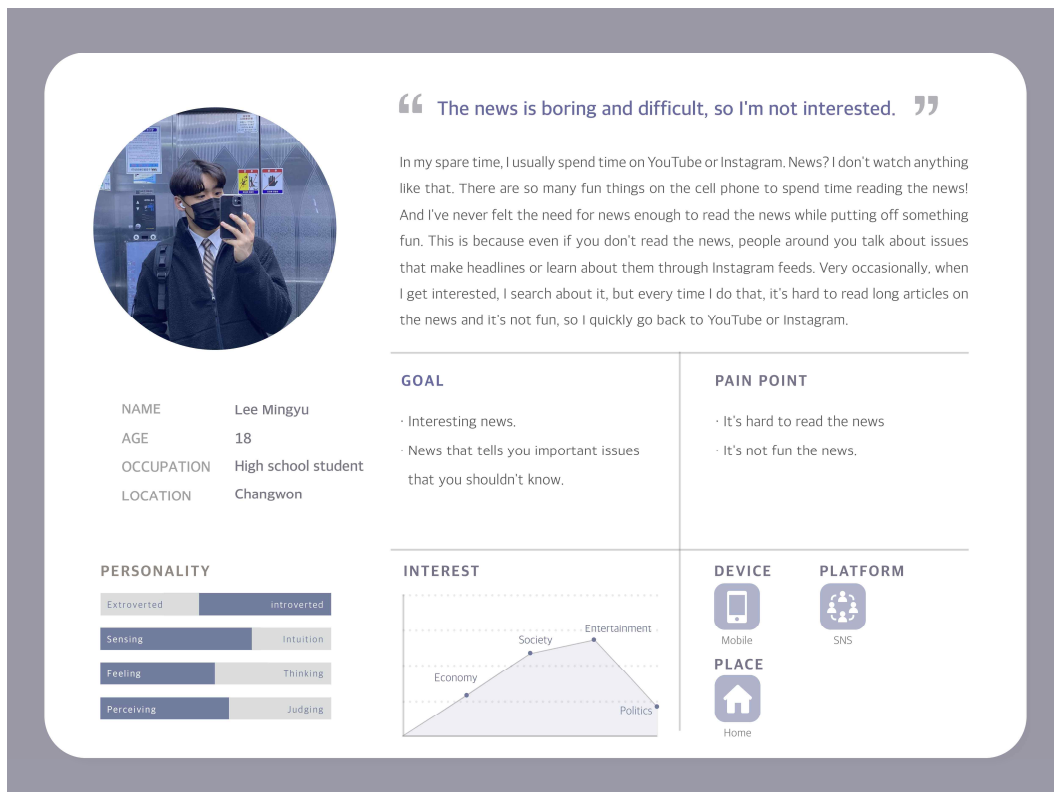 “ The news is boring and difficult, so I'm not interested. ”
In my spare time, I usually spend time on YouTube or Instagram. News? I don't watch anything
like that. There are so many fun things on the cell phone to spend time reading the news!
And I've never felt the need for news enough to read the news while putting off something
fun. This is because even if you don't read the news, people around you talk about issues
that make headlines or learn about them through Instagram feeds. Very occasionally, when
I get interested, I search about it, but every time I do that, it's hard to read long articles on
the news and it's not fun, so I quickly go back to YouTube or Instagram.
NAME Lee Mingyu
AGE 18
OCCUPATION High school student
LOCATION Changwon
GOAL
· Interesting news.
· News that tells you important issues
that you shouldn't know.
PAIN POINT
· It's hard to read the news
· It's not fun the news.
PERSONALITY
Extroverted introverted
Sensing Intuition
Feeling Thinking
Perceiving Judging
INTEREST
Economy
Society
Entertainment
Politics
DEVICE
Mobile
PLATFORM
SNS
PLACE
Home